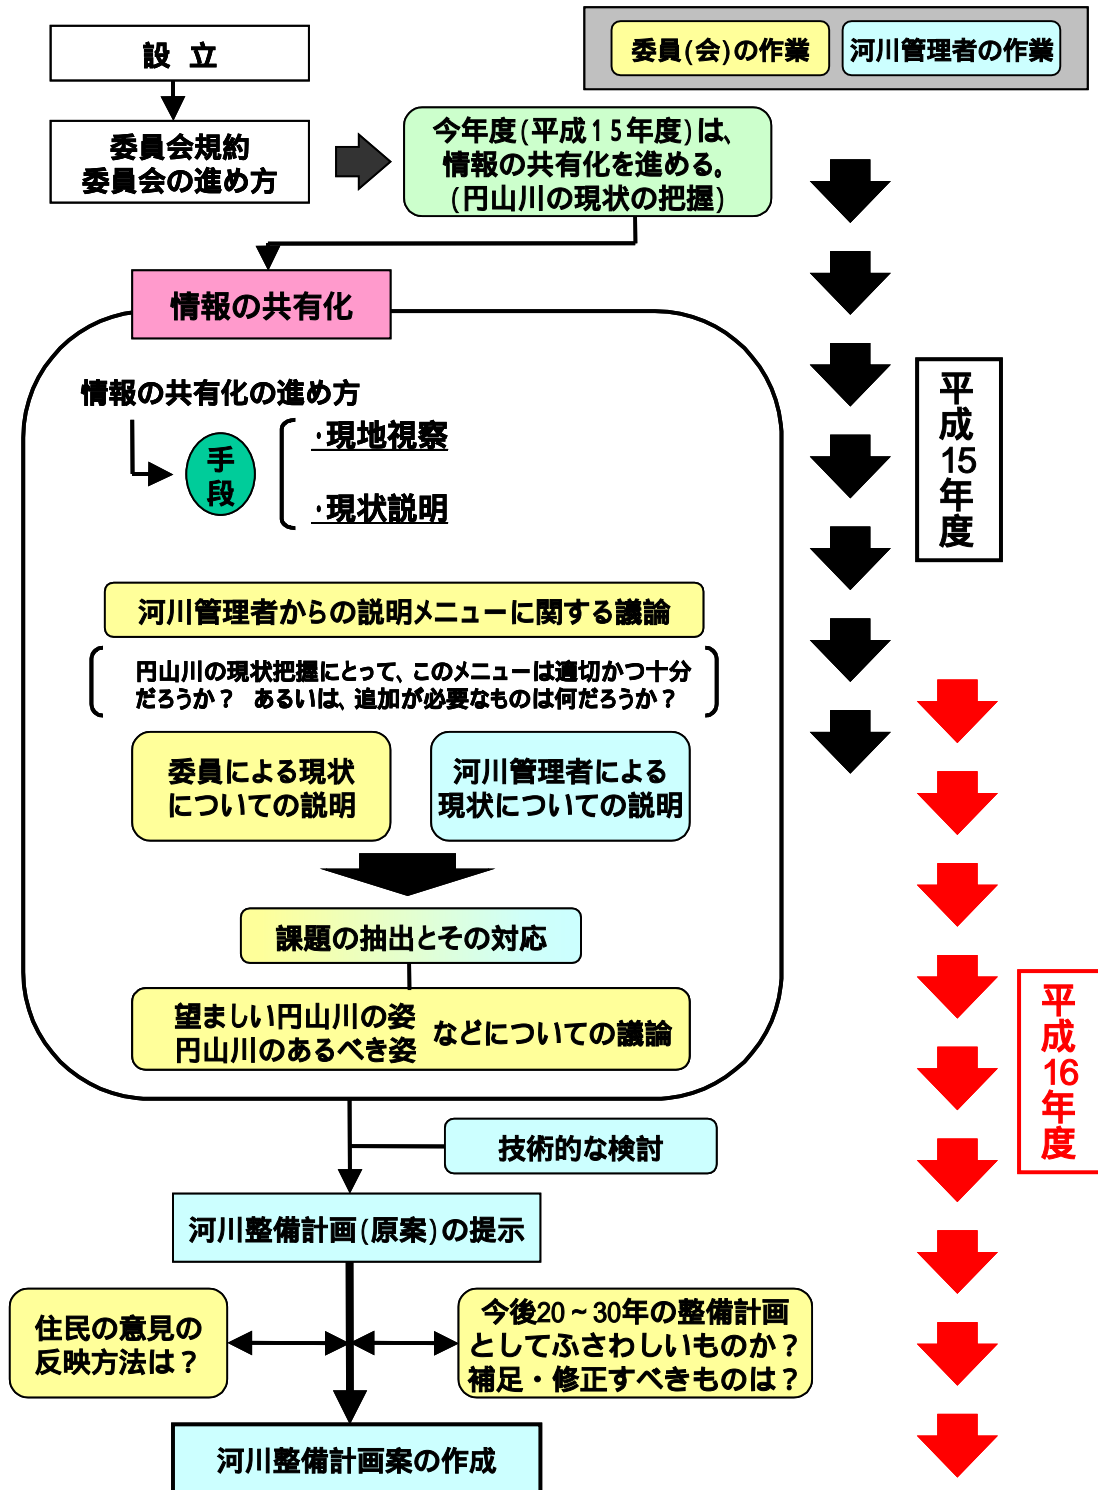 設 立
委員(会)の作業
河川管理者の作業
委員会規約
委員会の進め方
今年度(平成15年度)は、
情報の共有化を進める。
(円山川の現状の把握)
情報の共有化
情報の共有化の進め方
手
段
・現地視察
・現状説明
平成15年度
河川管理者からの説明メニューに関する議論
円山川の現状把握にとって、このメニューは適切かつ十分
だろうか？ あるいは、追加が必要なものは何だろうか？
委員による現状
についての説明
河川管理者による
現状についての説明
課題の抽出とその対応
望ましい円山川の姿
円山川のあるべき姿
などについての議論
平成16年度
技術的な検討
河川整備計画(原案)の提示
住民の意見の
反映方法は？
今後20～30年の整備計画
としてふさわしいものか？
補足・修正すべきものは？
河川整備計画案の作成